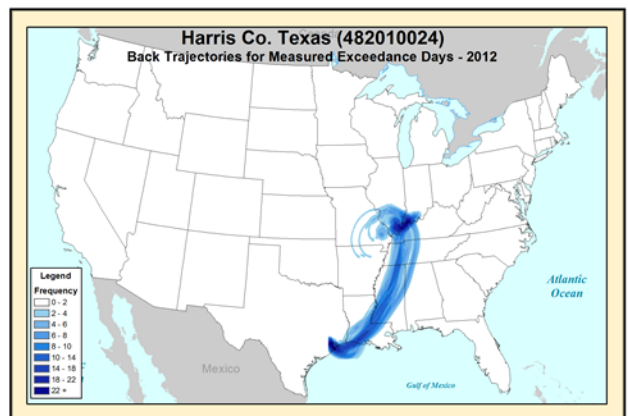 Harris Co. Texas (482010024)
Back Trajectories for Measured Exceedance Days - 2012
Legend
Frequency
0 - 2
2 - 4
4 - 6
6 - 8
8 - 10
10 - 14
14 - 18
18 - 22
22 +
Mexico
Atlantic
Ocean
Gulf of Mexico